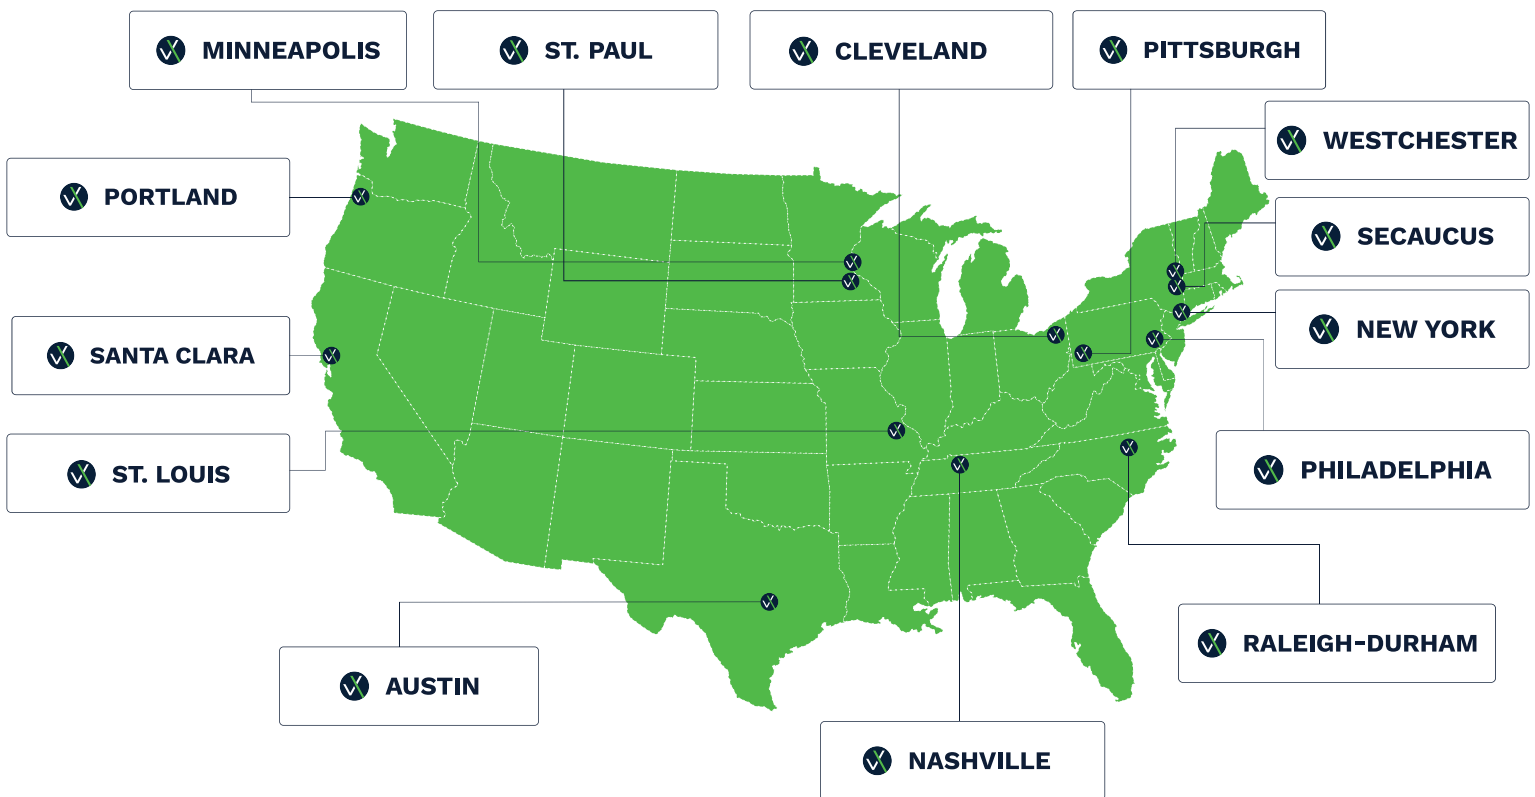 MINNEAPOLIS
ST. PAUL
CLEVELAND
PITTSBURGH
WESTCHESTER
PORTLAND
SECAUCUS
NEW YORK
SANTA CLARA
ST. LOUIS
PHILADELPHIA
RALEIGH-DURHAM
AUSTIN
NASHVILLE